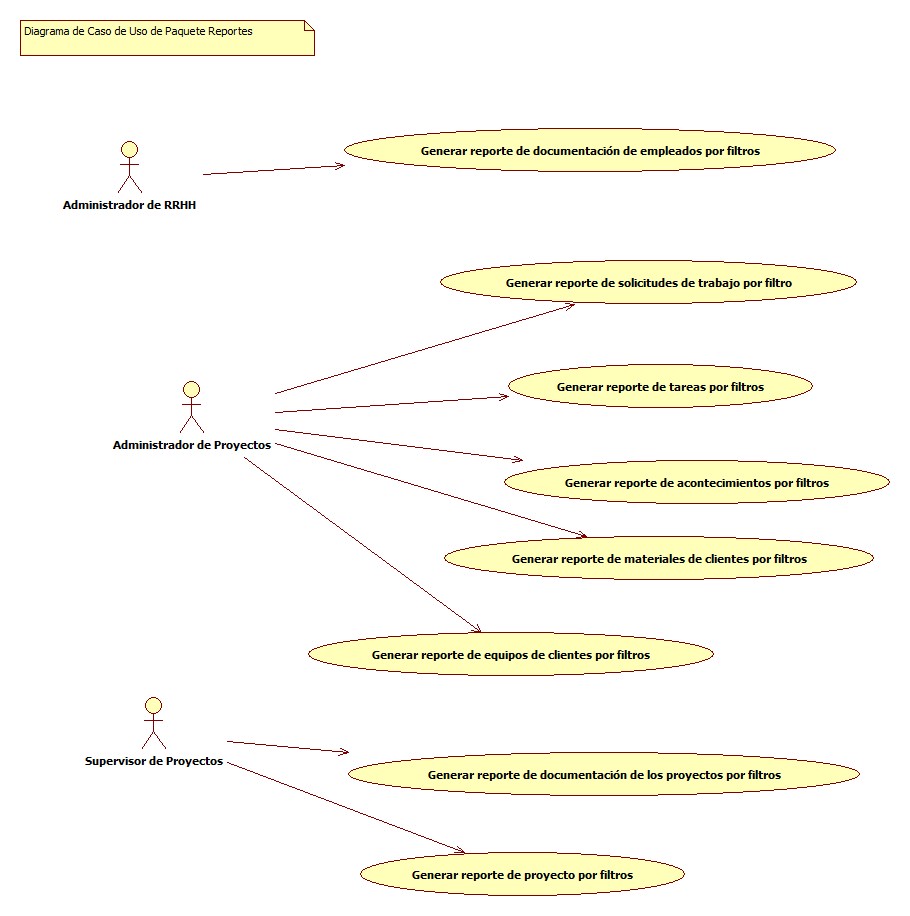 Diagrama de Caso de Uso de Paquete Reportes
Generar reporte de documentación de empleados por filtros
Administrador de RRHH
Generar reporte de solicitudes de trabajo por filtro
Generar reporte de tareas por filtros
Administrador de Proyectos
Generar reporte de acontecimientos por filtros
Generar reporte de materiales de clientes por filtros
Generar reporte de equipos de clientes por filtros
Supervisor de Proyectos
Generar reporte de documentación de los proyectos por filtros
Generar reporte de proyecto por filtros